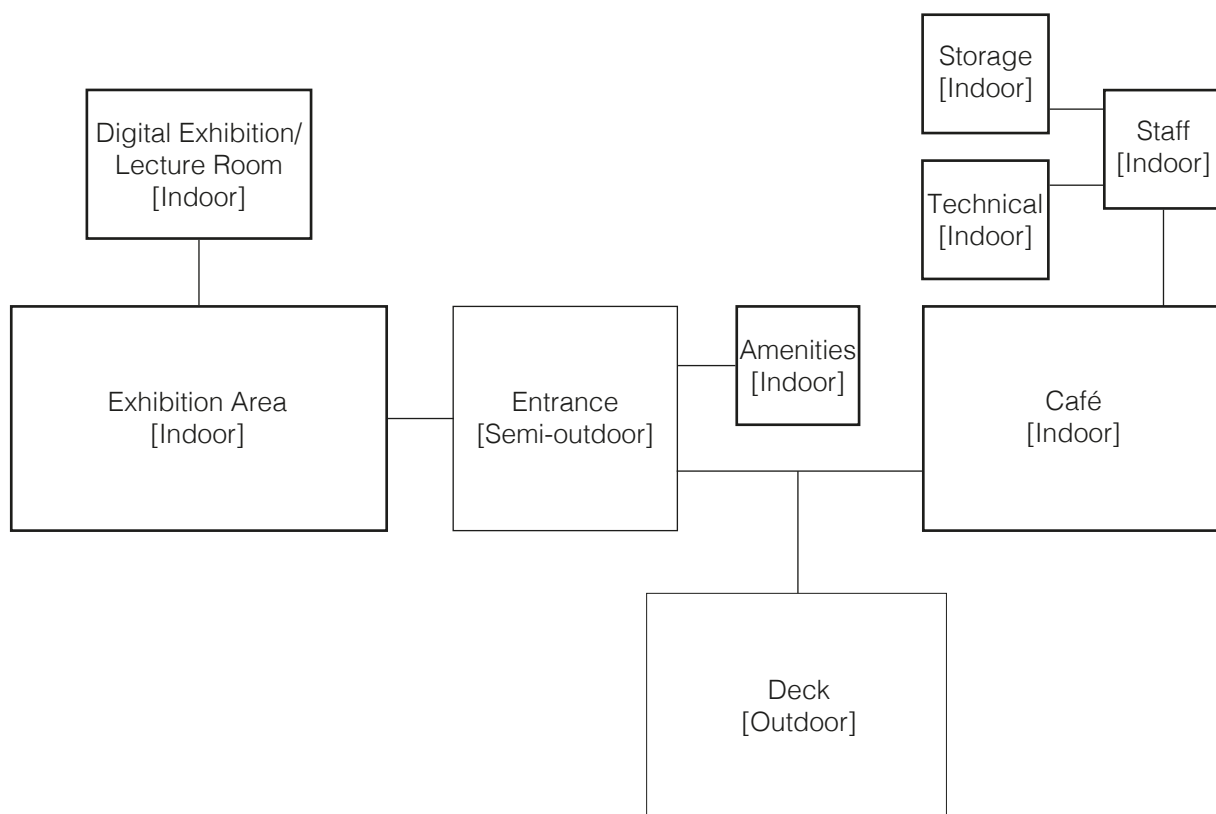 Storage
[Indoor]
Digital Exhibition/
Lecture Room
[Indoor]
Staff
[Indoor]
Technical
[Indoor]
Exhibition Area
[Indoor]
Entrance
[Semi-outdoor]
Amenities
[Indoor]
Café
[Indoor]
Deck
[Outdoor]